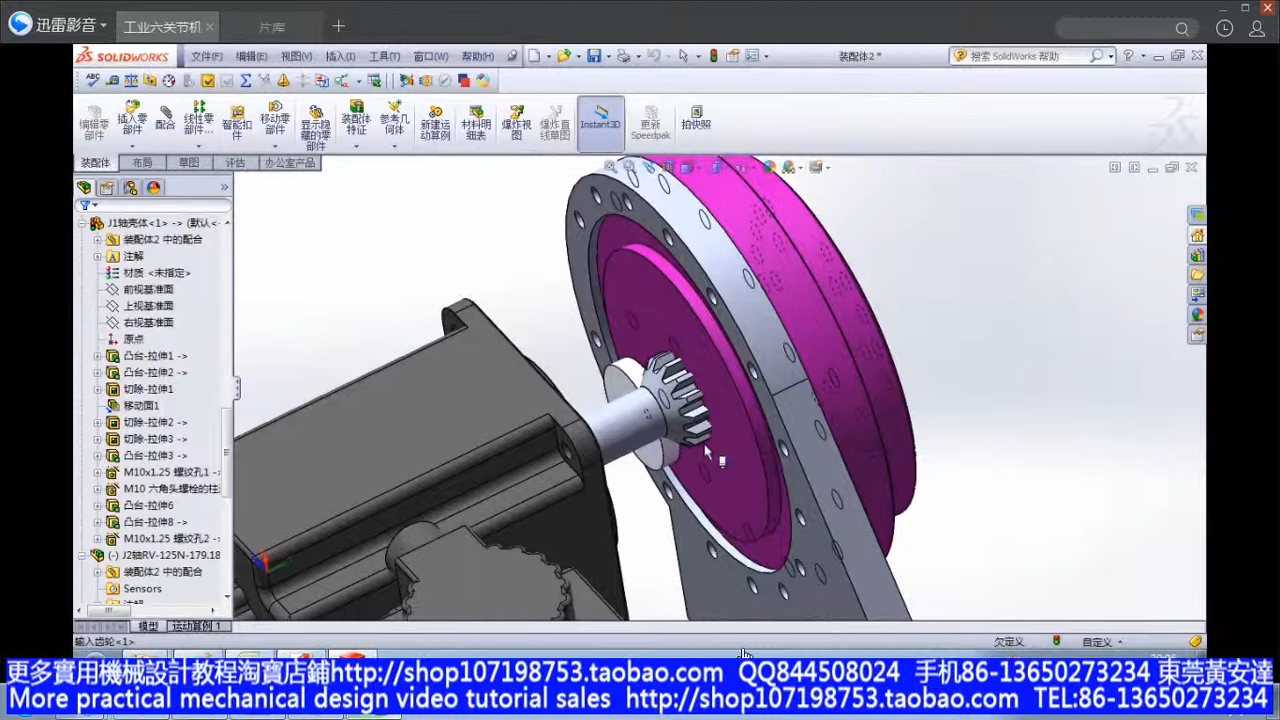 迅雷影音
工业六关节机
片库
SOLIDWORKS
文件(F) 编辑(E) 视图(V) 插入(I) 工具(T) 窗口(W) 帮助(H)
装配体2 *
搜索 SolidWorks 帮助
编辑零部件
插入零部件
配合
线性零部件...
智能扣件
移动零部件
显示隐藏的零部件
装配体特征
参考几何体
新建运动算例
材料明细表
爆炸视图
爆炸直线草图
Instant3D
更新 Speedpak
拍快照
装配体 布局 草图 评估 办公室产品
J1轴壳体<1> -> (默认<
装配体2 中的配合
注解
材质 <未指定>
前视基准面
上视基准面
右视基准面
原点
凸台-拉伸1 ->
凸台-拉伸2 ->
切除-拉伸1
移动面1
切除-拉伸2 ->
切除-拉伸3 ->
凸台-拉伸3 ->
M10x1.25 螺纹孔1 ->
M10 六角头螺栓的柱
凸台-拉伸6
凸台-拉伸8 ->
M10x1.25 螺纹孔2 ->
(-) J2轴RV-125N-179.18
装配体2 中的配合
Sensors
模型 运动算例 1
输入齿轮<1>
欠定义
自定义
更多實用機械設計教程淘寶店鋪http://shop107198753.taobao.com QQ844508024 手机86-13650273234 東莞黃安達
More practical mechanical design video tutorial sales http://shop107198753.taobao.com TEL:86-13650273234